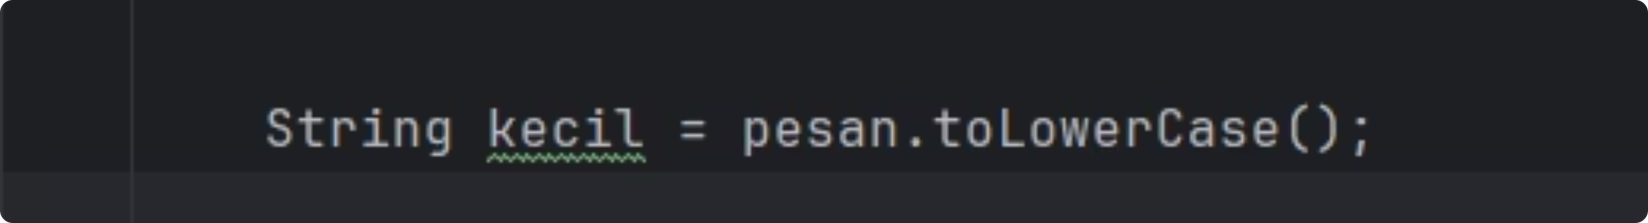 String kecil = pesan.toLowerCase();